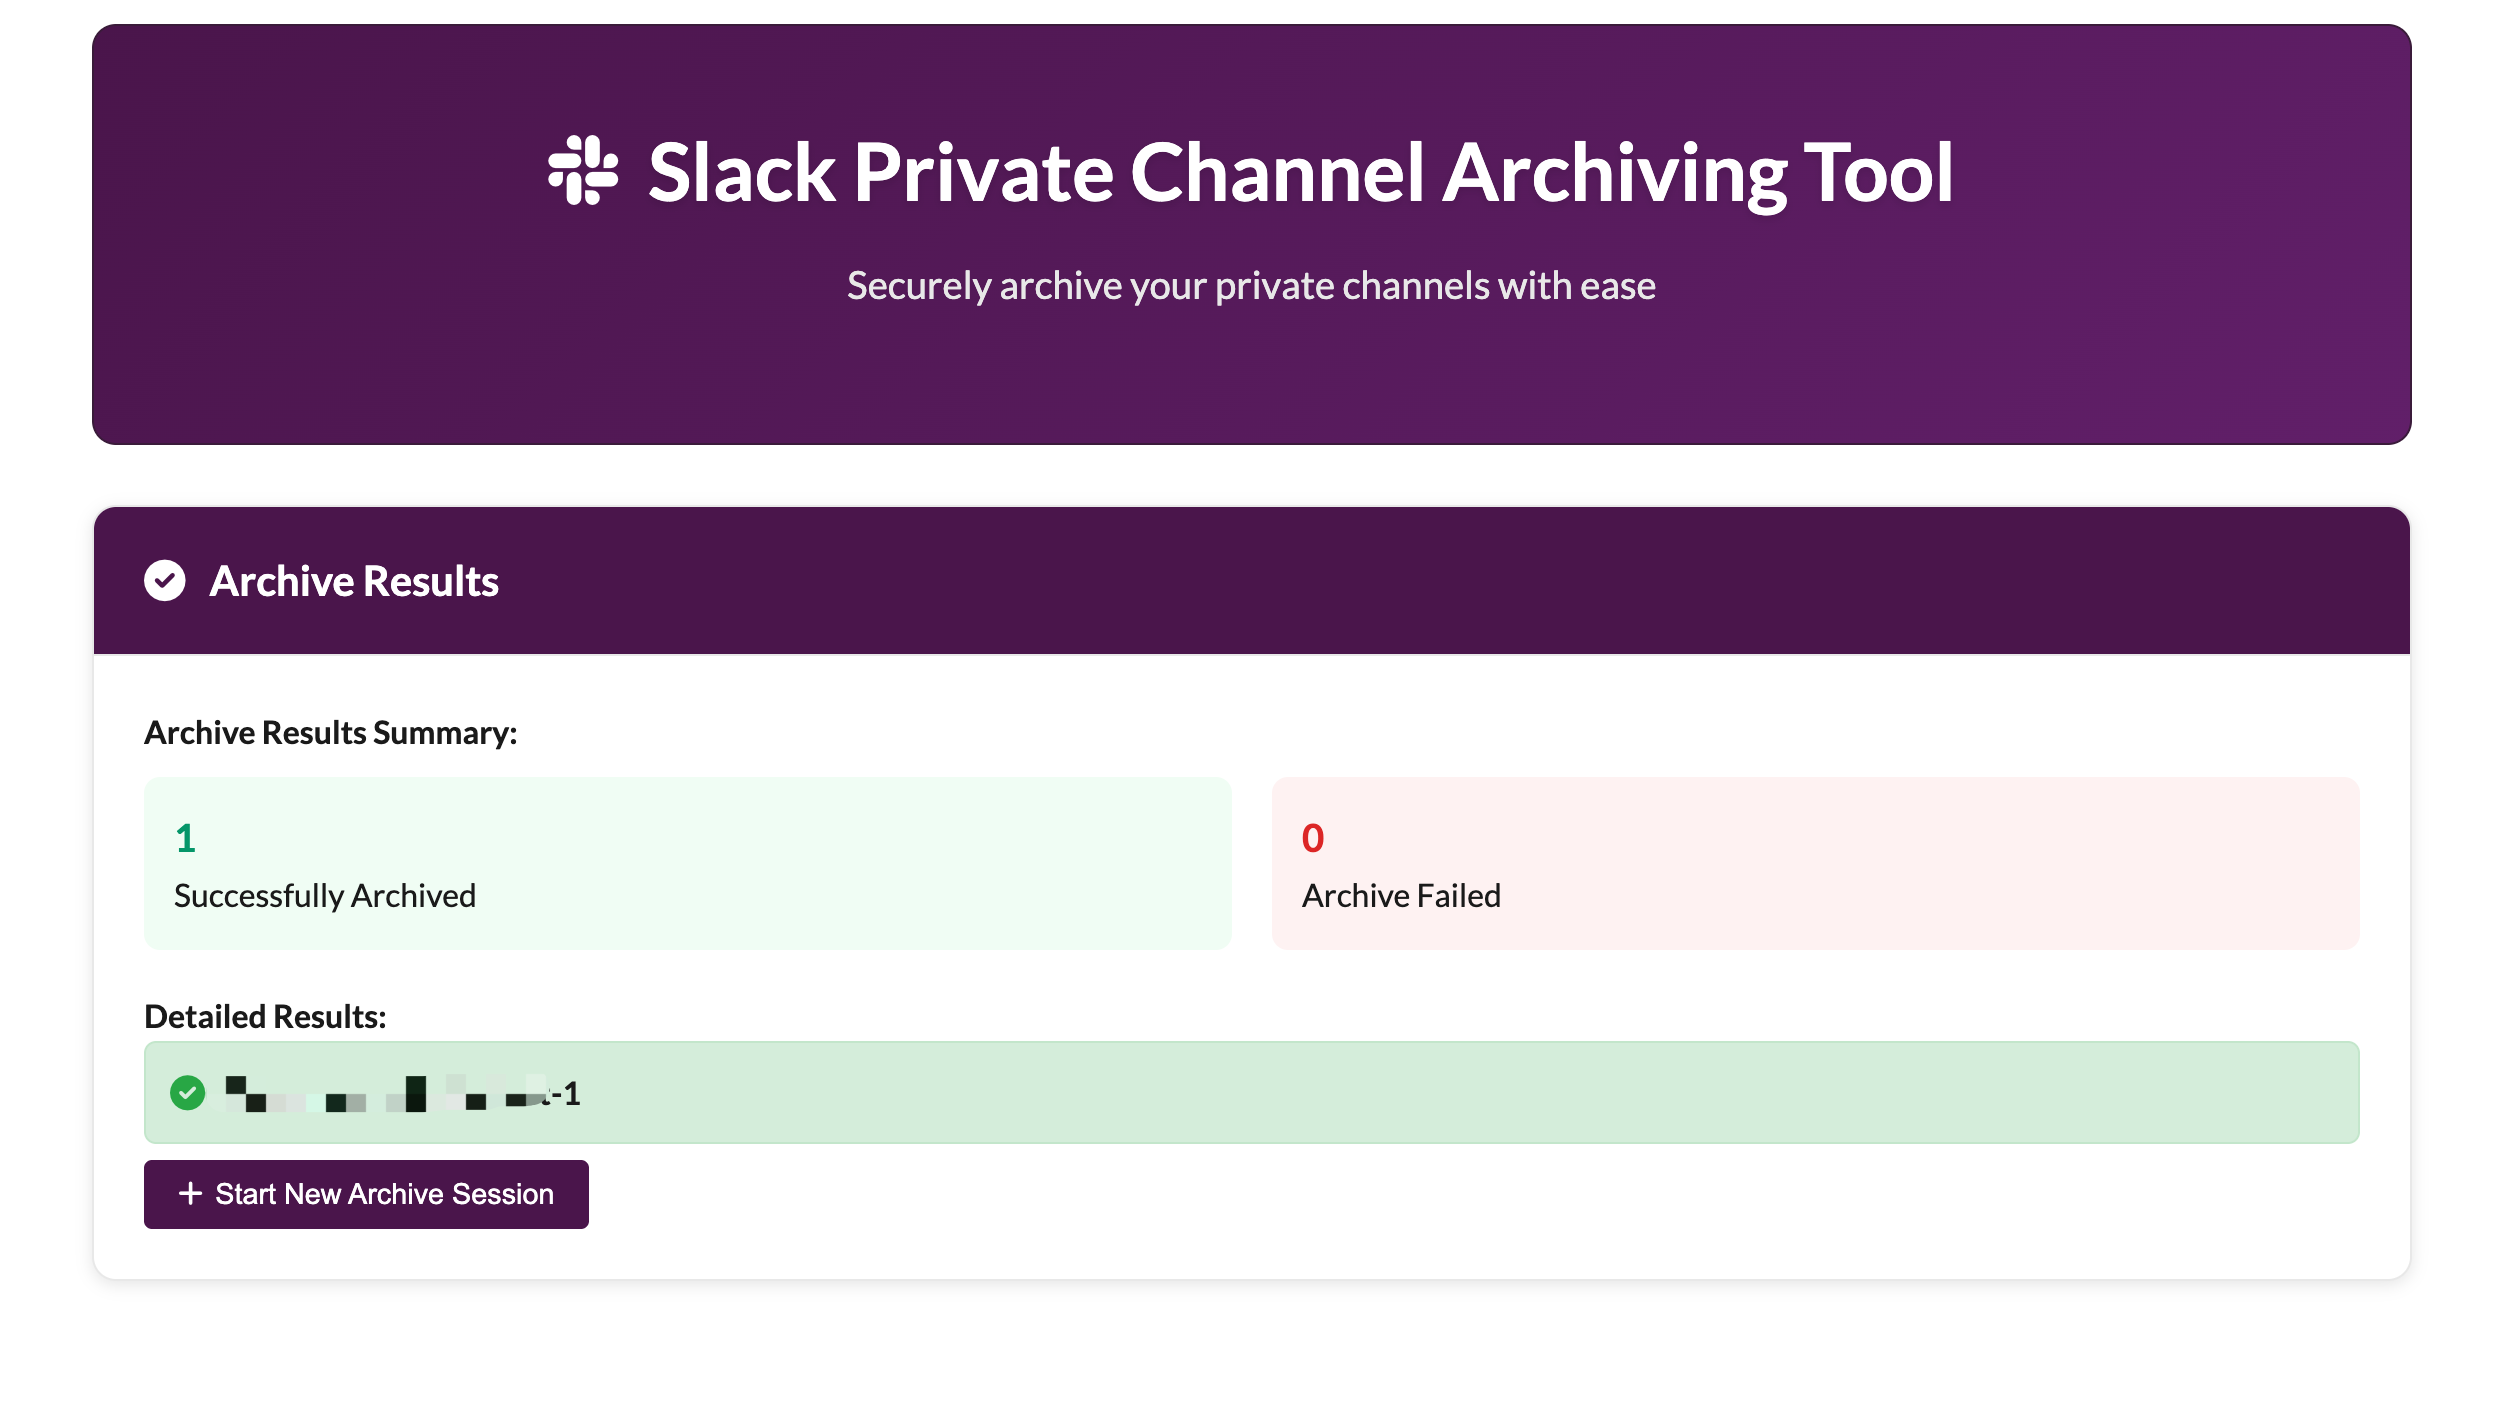 Slack Private Channel Archiving Tool
Securely archive your private channels with ease
Archive Results
Archive Results Summary:
1
Successfully Archived
0
Archive Failed
Detailed Results:
-1
Start New Archive Session